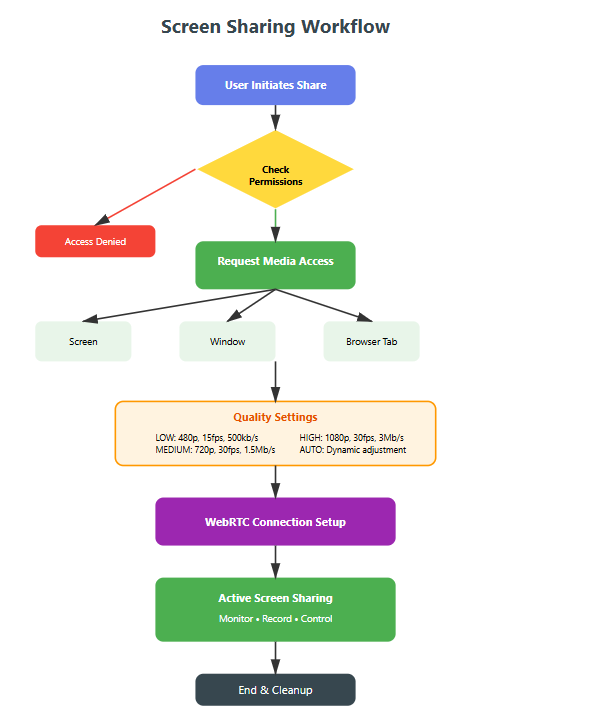 Screen Sharing Workflow
User Initiates Share
Check
Permissions
Access Denied
Request Media Access
Screen
Window
Browser Tab
Quality Settings
LOW: 480p, 15fps, 500kb/s
HIGH: 1080p, 30fps, 3Mb/s
MEDIUM: 720p, 30fps, 1.5Mb/s
AUTO: Dynamic adjustment
WebRTC Connection Setup
Active Screen Sharing
Monitor • Record • Control
End & Cleanup